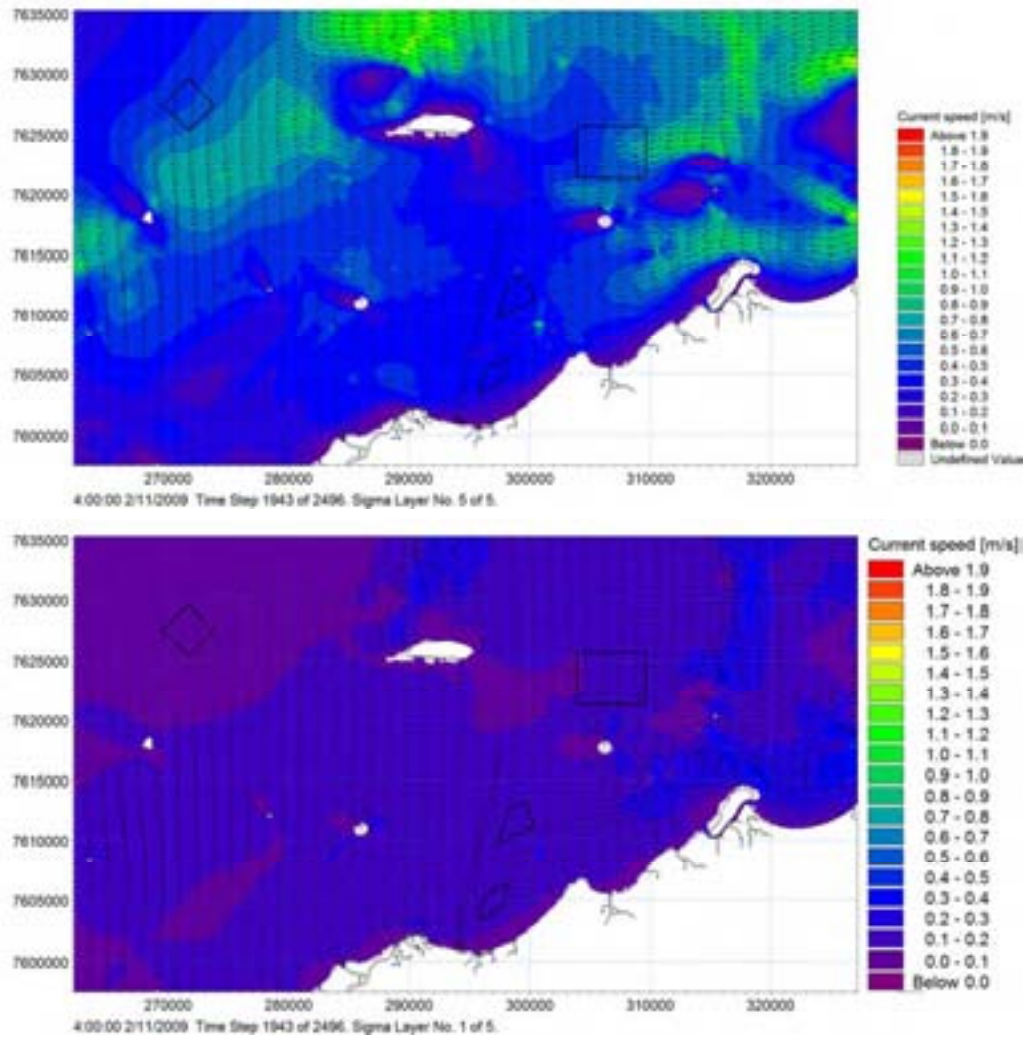 7635000
7630000
7625000
7620000
7615000
7610000
7605000
7600000
270000 280000 290000 300000 310000 320000
4:00:00 2/11/2009 Time Step 1943 of 2496. Sigma Layer No. 5 of 5.
Current speed [m/s]
Above 1.9
1.8 - 1.9
1.7 - 1.8
1.6 - 1.7
1.5 - 1.6
1.4 - 1.5
1.3 - 1.4
1.2 - 1.3
1.1 - 1.2
1.0 - 1.1
0.9 - 1.0
0.8 - 0.9
0.7 - 0.8
0.6 - 0.7
0.5 - 0.6
0.4 - 0.5
0.3 - 0.4
0.2 - 0.3
0.1 - 0.2
0.0 - 0.1
Below 0.0
Undefined Value
7635000
7630000
7625000
7620000
7615000
7610000
7605000
7600000
270000 280000 290000 300000 310000 320000
4:00:00 2/11/2009 Time Step 1943 of 2496. Sigma Layer No. 1 of 5.
Current speed [m/s]
Above 1.9
1.8 - 1.9
1.7 - 1.8
1.6 - 1.7
1.5 - 1.6
1.4 - 1.5
1.3 - 1.4
1.2 - 1.3
1.1 - 1.2
1.0 - 1.1
0.9 - 1.0
0.8 - 0.9
0.7 - 0.8
0.6 - 0.7
0.5 - 0.6
0.4 - 0.5
0.3 - 0.4
0.2 - 0.3
0.1 - 0.2
0.0 - 0.1
Below 0.0